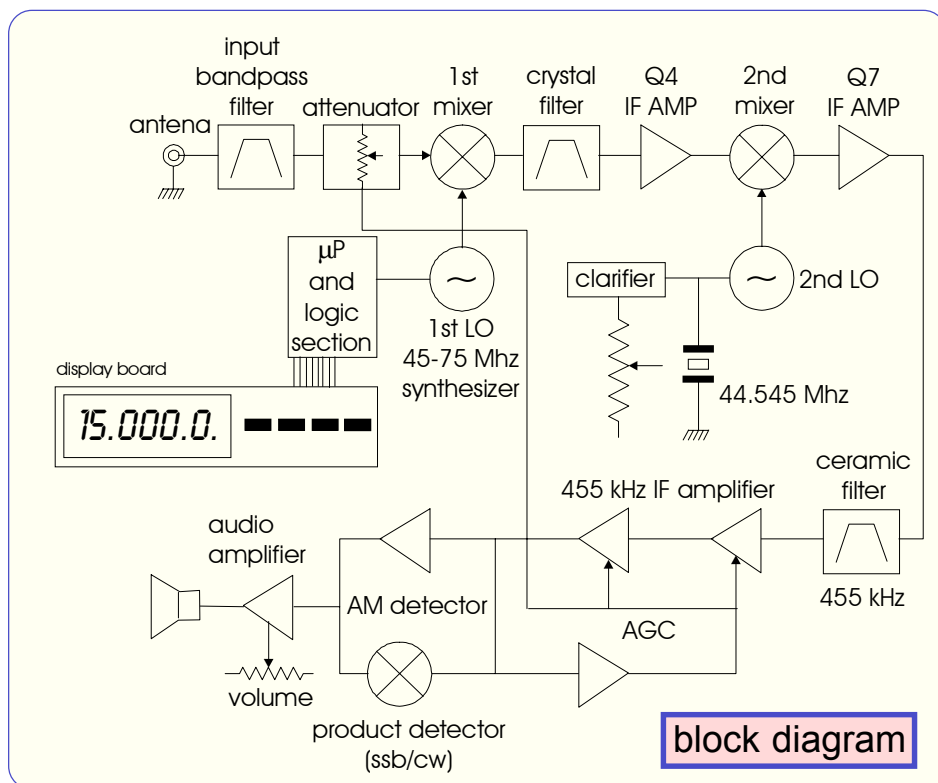 input
bandpass
filter
antena
attenuator
1st
mixer
crystal
filter
Q4
IF AMP
2nd
mixer
Q7
IF AMP
µP
and
logic
section
1st LO
45-75 Mhz
synthesizer
clarifier
2nd LO
44.545 Mhz
display board
15.000.0.
ceramic
filter
455 kHz
455 kHz IF amplifier
audio
amplifier
AM detector
AGC
volume
product detector
(ssb/cw)
block diagram